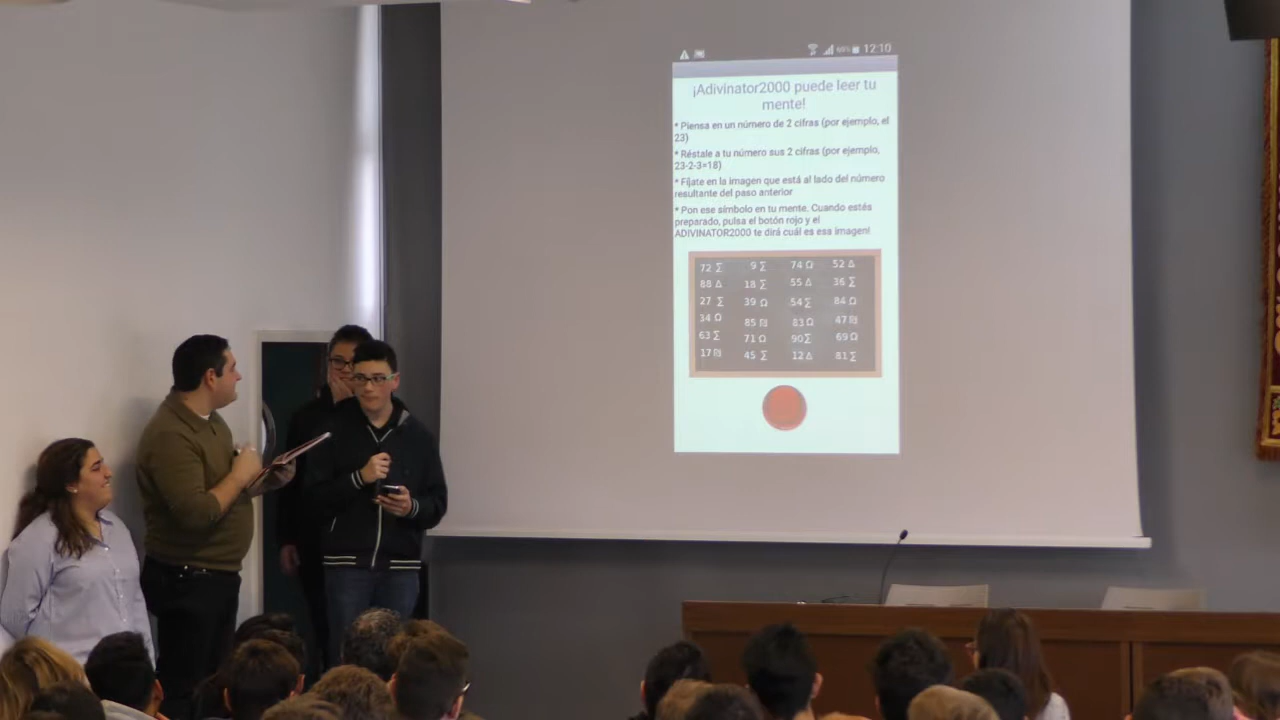 12:10
¡Adivinator2000 puede leer tu
mente!
* Piensa en un número de 2 cifras (por ejemplo, el
23)
* Réstale a tu número sus 2 cifras (por ejemplo,
23-2-3=18)
* Fíjate en la imagen que está al lado del número
resultante del paso anterior
* Pon ese símbolo en tu mente. Cuando estés
preparado, pulsa el botón rojo y el
ADIVINATOR2000 te dirá cuál es esa imagen!
72 Σ 9 Σ 74 Ω 52 Δ
88 Δ 18 Σ 55 Δ 36 Σ
27 Σ 39 Ω 54 Σ 84 Ω
34 Ω 85 ₪ 83 Ω 47 ₪
63 Σ 71 Ω 90 Σ 69 Ω
17 ₪ 45 Σ 12 Δ 81 Σ